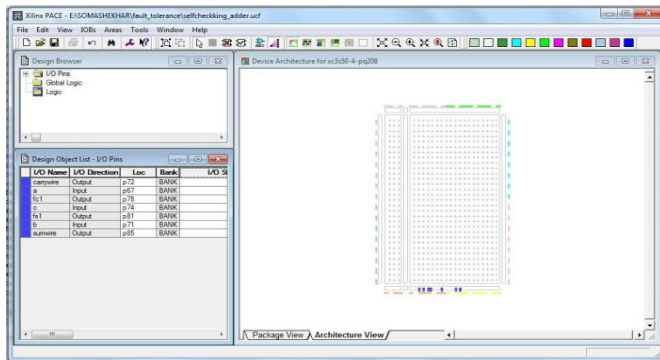 Xilinx PACE - E:\SOMASHEKHAR\fault_tolerance\selfcheckking_adder.ucf
File Edit View IOBs Areas Tools Window Help
Design Browser
I/O Pins
Global Logic
Logic
Design Object List - I/O Pins
I/O Name I/O Direction Loc Bank I/O S
carrywire Output p72 BANK
a Input p67 BANK
fc1 Output p78 BANK
c Input p74 BANK
fs1 Output p81 BANK
b Input p71 BANK
sumwire Output p85 BANK
Device Architecture for xc3s50-4-pq208
Package View Architecture View